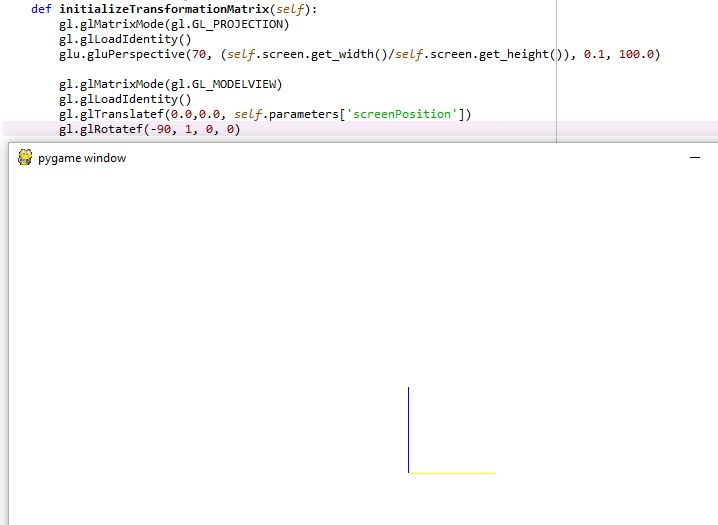 def initializeTransformationMatrix(self):
gl.glMatrixMode(gl.GL_PROJECTION)
gl.glLoadIdentity()
glu.gluPerspective(70, (self.screen.get_width()/self.screen.get_height()), 0.1, 100.0)
gl.glMatrixMode(gl.GL_MODELVIEW)
gl.glLoadIdentity()
gl.glTranslatef(0.0,0.0, self.parameters['screenPosition'])
gl.glRotatef(-90, 1, 0, 0)
pygame window